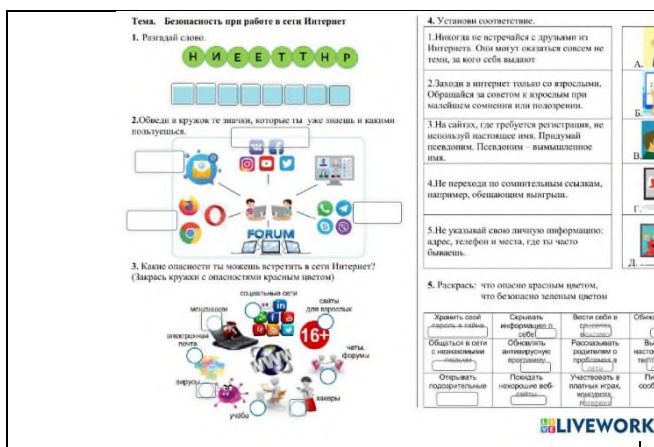 Тема. Безопасность при работе в сети Интернет
1. Разгадай слово.
Н И Е Е Т Т Н Р
2.Обведи в кружок те значки, которые ты уже знаешь и какими
пользуешься.
FORUM
3. Какие опасности ты можешь встретить в сети Интернет?
(Закрась кружки с опасностями красным цветом)
социальные сети
мошенники
сайты
для взрослых
16+
электронная
почта
WWW
чаты,
форумы
вирусы
хакеры
учёба
4. Установи соответствие.
1.Никогда не встречайся с друзьями из
Интернета. Они могут оказаться совсем не
теми, за кого себя выдают
А.
2.Заходи в интернет только со взрослыми.
Обращайся за советом к взрослым при
малейшем сомнении или подозрении.
Б.
3.На сайтах, где требуется регистрация, не
используй настоящее имя. Придумай
псевдоним. Псевдоним – вымышленное
имя.
В.
4.Не переходи по сомнительным ссылкам,
например, обещающим выигрыш.
Г.
5.Не указывай свою личную информацию:
адрес, телефон и места, где ты часто
бываешь.
Д.
5. Раскрась: что опасно красным цветом,
что безопасно зеленым цветом
Хранить свой
пароль в тайне
Скрывать
информацию о
себе
Вести себя в
Общаться в сети
с незнакомыми
Обновлять
антивирусную
программу
Рассказывать
родителям о
проблемах в
сети
Открывать
подозрительные
Покидать
нехорошие веб-
сайты
Участвовать в
платных играх,
конкурсах,
LIVEWORK